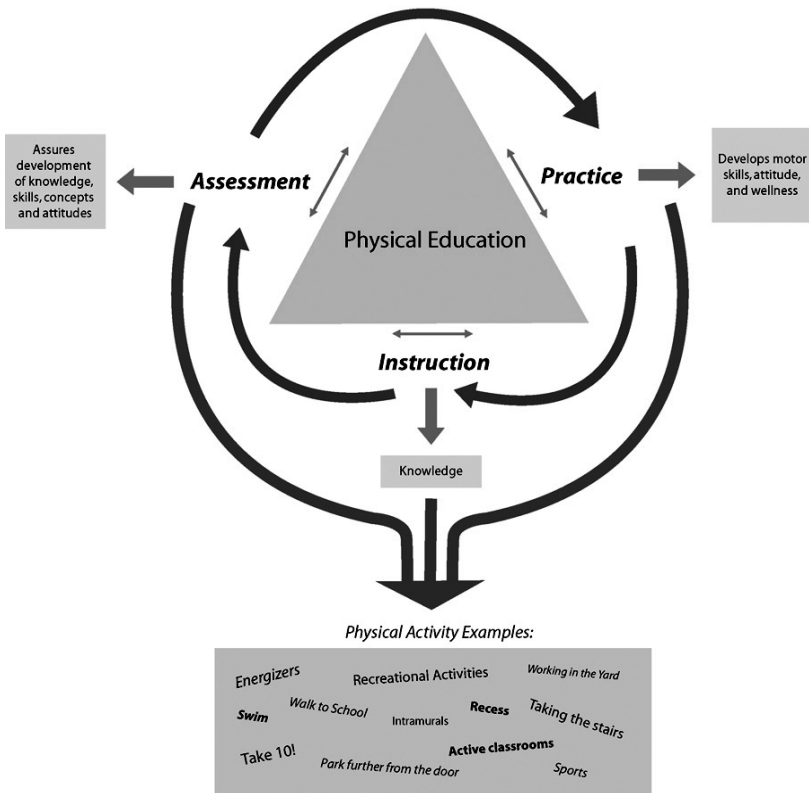 Assures
development
of knowledge,
skills, concepts
and attitudes
Assessment
Practice
Develops motor
skills, attitude,
and wellness
Physical Education
Instruction
Knowledge
Physical Activity Examples:
Energizers
Recreational Activities
Working in the Yard
Swim
Walk to School
Intramurals
Recess
Taking the stairs
Take 10!
Park further from the door
Active classrooms
Sports